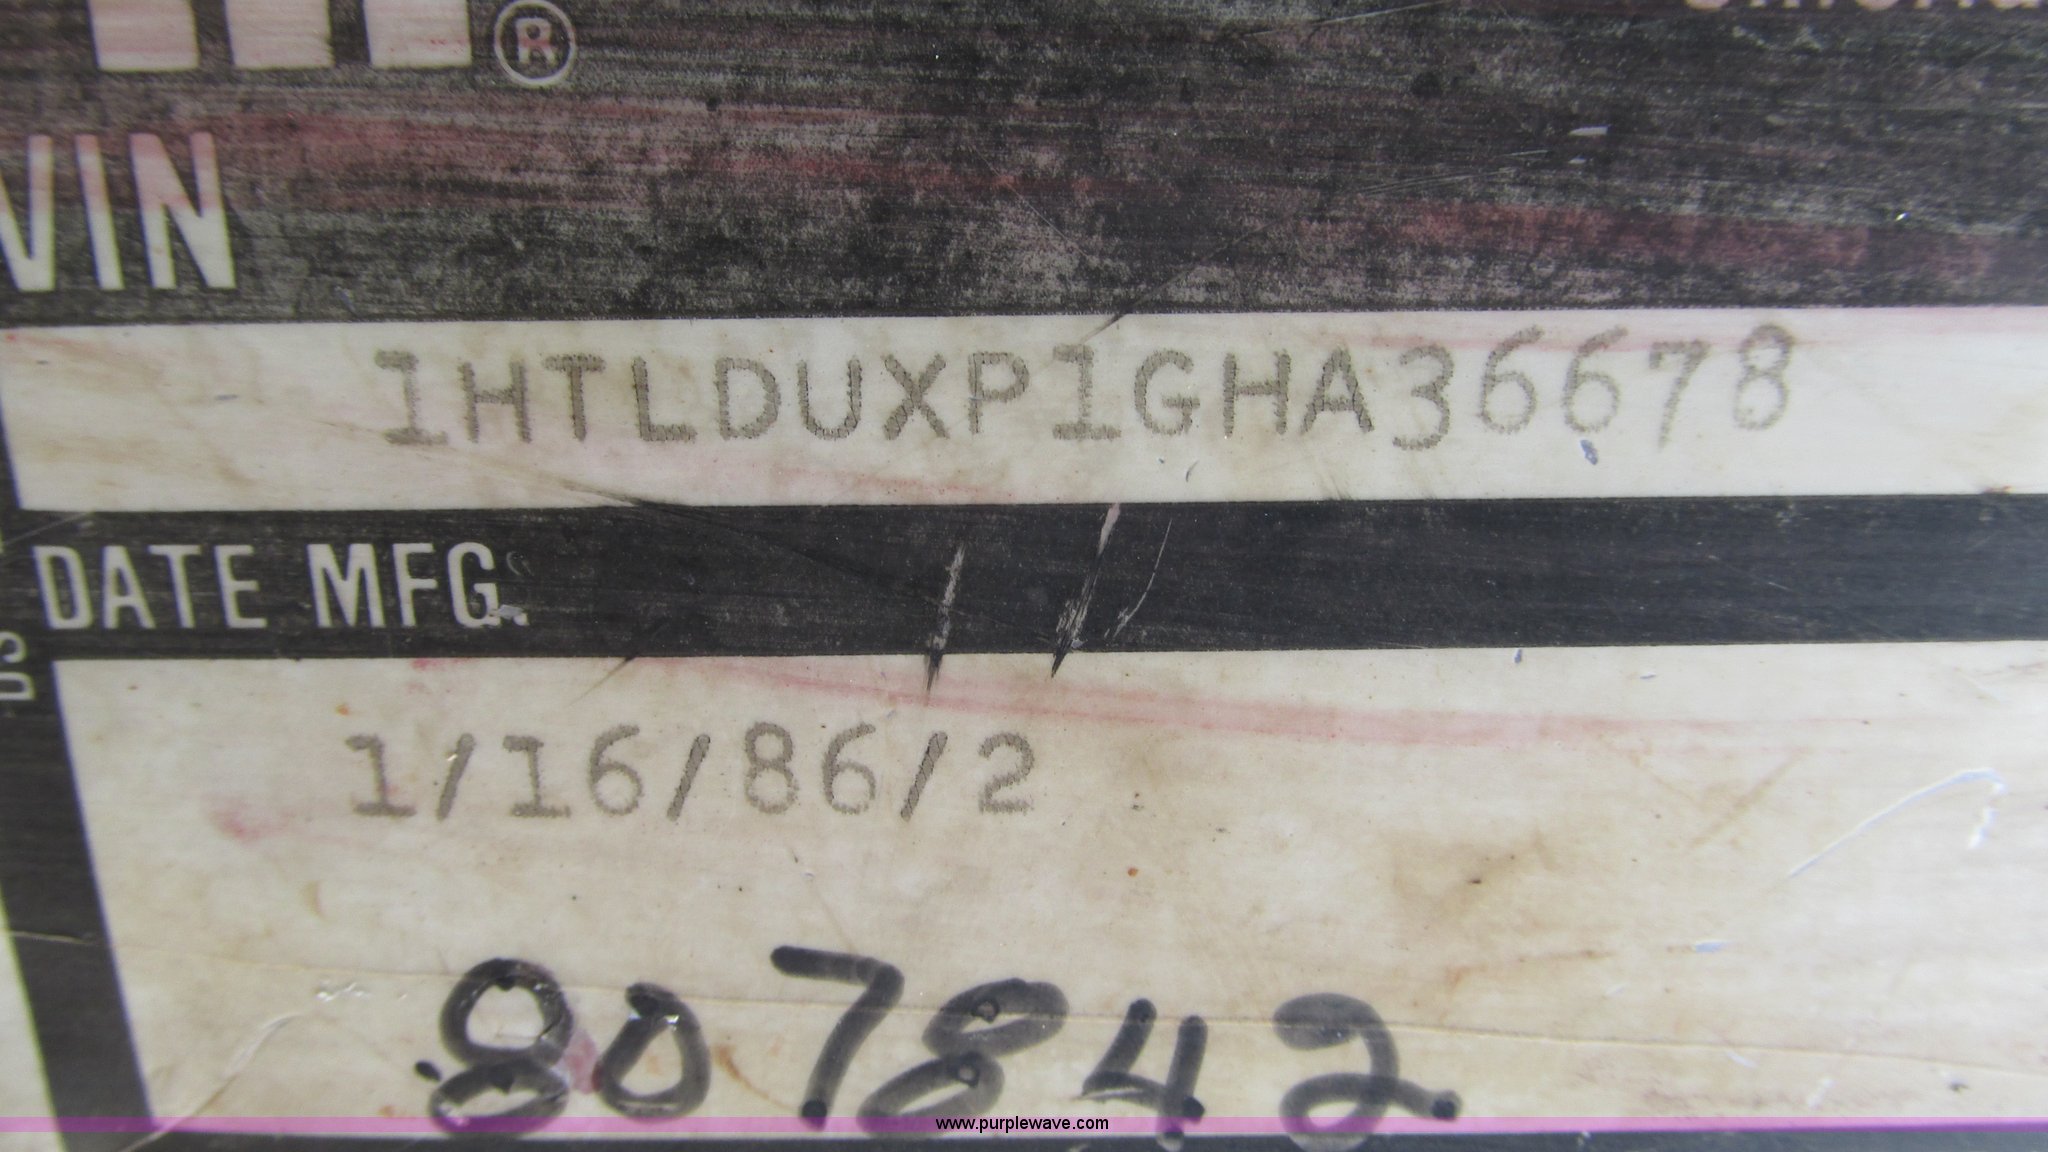 ®
VIN
1HTLDUXP1GHA36678
DATE MFG.
1/16/86/2
807842
www.purplewave.com